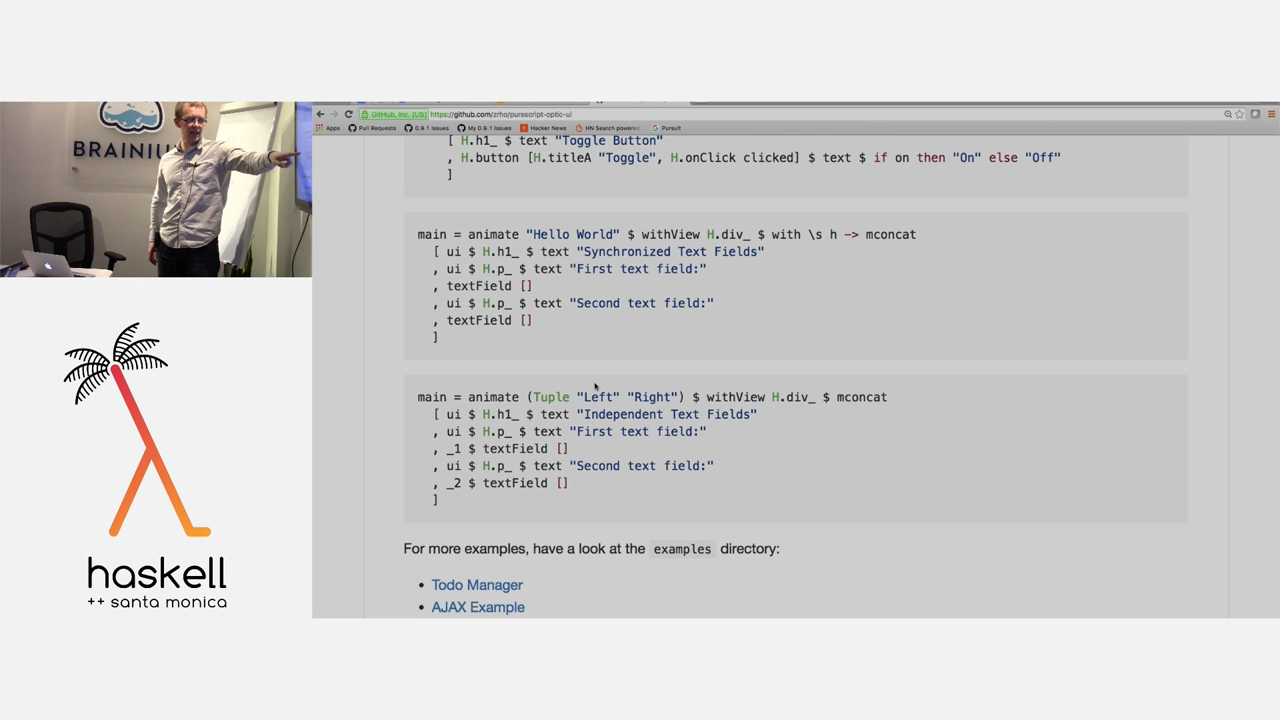 BRAINIU
haskell
++ santa monica
GitHub, Inc. [US] https://github.com/zrho/purescript-optic-ui
Apps Pull Requests 0.9.1 Issues My 0.9.1 Issues Hacker News HN Search powered Pursuit
[ H.h1_ $ text "Toggle Button"
, H.button [H.titleA "Toggle", H.onClick clicked] $ text $ if on then "On" else "Off"
]
main = animate "Hello World" $ withView H.div_ $ with \s h -> mconcat
[ ui $ H.h1_ $ text "Synchronized Text Fields"
, ui $ H.p_ $ text "First text field:"
, textField []
, ui $ H.p_ $ text "Second text field:"
, textField []
]
main = animate (Tuple "Left" "Right") $ withView H.div_ $ mconcat
[ ui $ H.h1_ $ text "Independent Text Fields"
, ui $ H.p_ $ text "First text field:"
, _1 $ textField []
, ui $ H.p_ $ text "Second text field:"
, _2 $ textField []
]
For more examples, have a look at the examples directory:
• Todo Manager
• AJAX Example